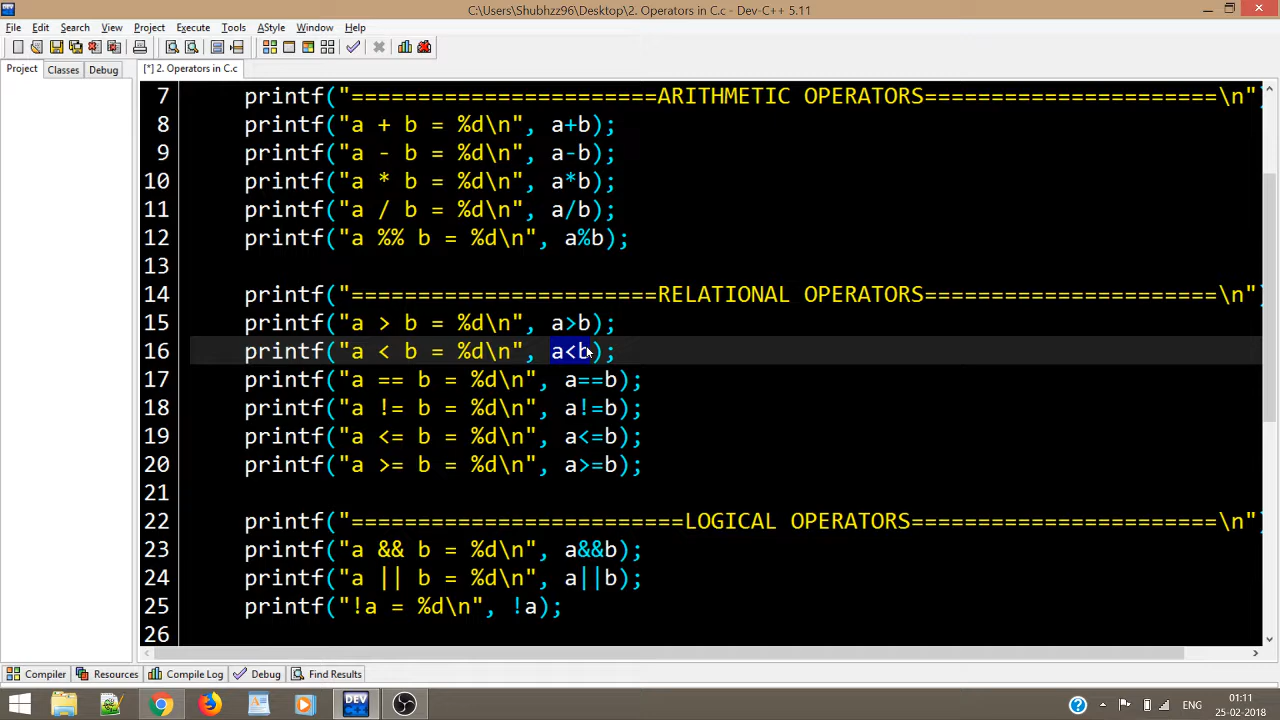 C:\Users\Shubhzz96\Desktop\2. Operators in C.c - Dev-C++ 5.11
File Edit Search View Project Execute Tools AStyle Window Help
Project Classes Debug [*] 2. Operators in C.c
7 printf("=======================ARITHMETIC OPERATORS======================\n")
8 printf("a + b = %d\n", a+b);
9 printf("a - b = %d\n", a-b);
10 printf("a * b = %d\n", a*b);
11 printf("a / b = %d\n", a/b);
12 printf("a %% b = %d\n", a%b);
13
14 printf("=======================RELATIONAL OPERATORS======================\n")
15 printf("a > b = %d\n", a>b);
16 printf("a < b = %d\n", a<b);
17 printf("a == b = %d\n", a==b);
18 printf("a != b = %d\n", a!=b);
19 printf("a <= b = %d\n", a<=b);
20 printf("a >= b = %d\n", a>=b);
21
22 printf("=========================LOGICAL OPERATORS=======================\n")
23 printf("a && b = %d\n", a&&b);
24 printf("a || b = %d\n", a||b);
25 printf("!a = %d\n", !a);
26
Compiler Resources Compile Log Debug Find Results
DEV
ENG
01:11
25-02-2018